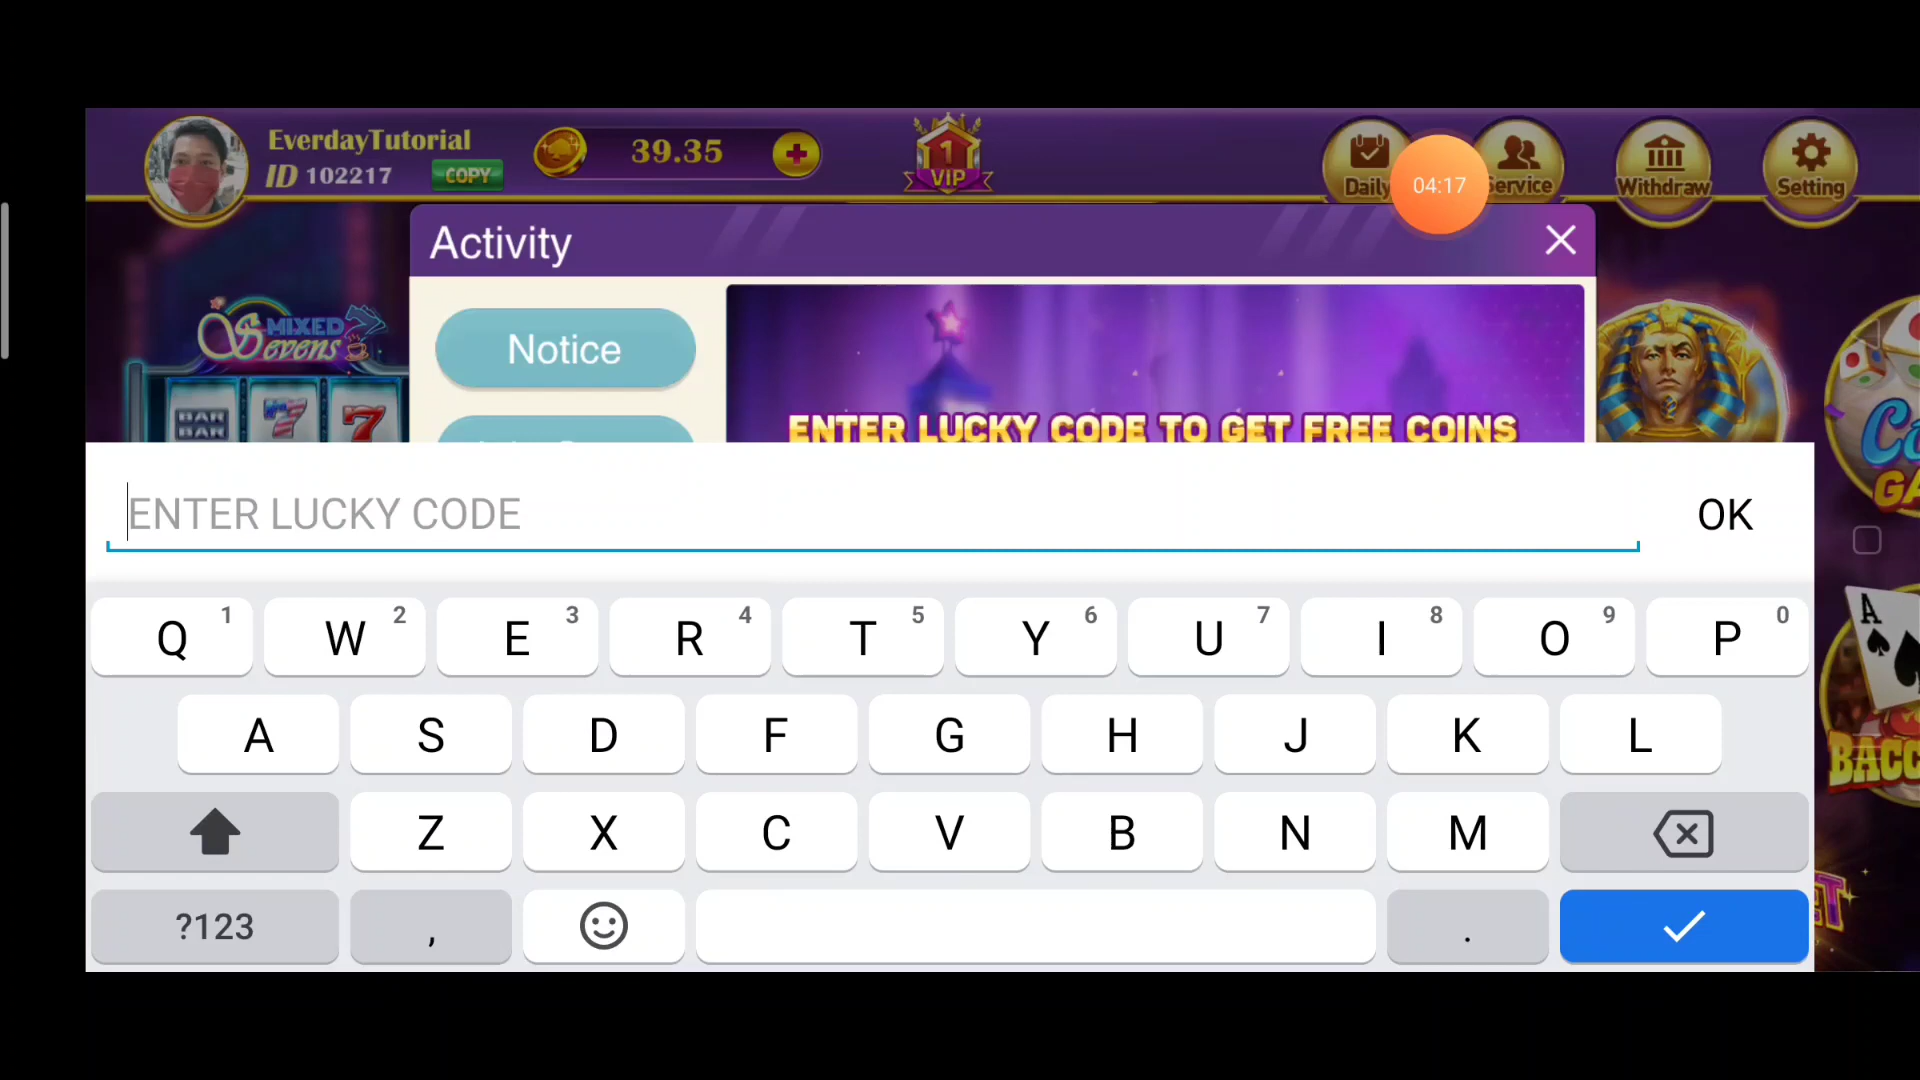 EverdayTutorial
ID 102217
COPY
39.35
1
VIP
Daily
04:17
Service
Withdraw
Setting
Activity
Notice
MIXED
Sevens
BAR
BAR
7
7
ENTER LUCKY CODE TO GET FREE COINS
ENTER LUCKY CODE
OK
Q 1 W 2 E 3 R 4 T 5 Y 6 U 7 I 8 O 9 P 0
A S D F G H J K L
Z X C V B N M
?123 , .
A
BACC